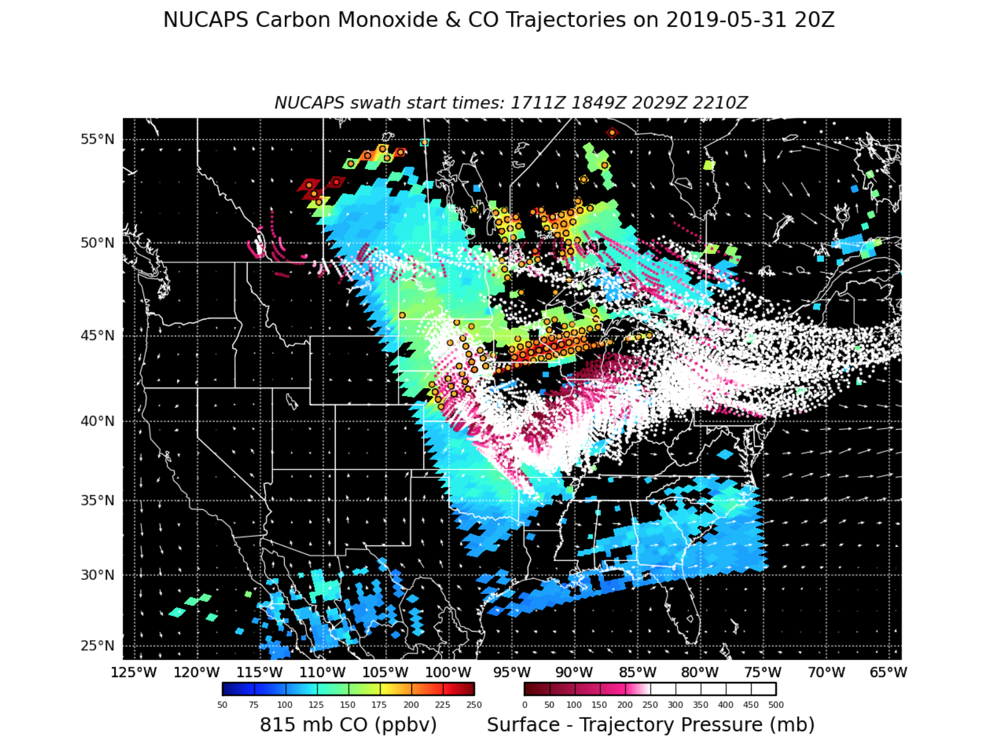 NUCAPS Carbon Monoxide & CO Trajectories on 2019-05-31 20Z
NUCAPS swath start times: 1711Z 1849Z 2029Z 2210Z
55°N
50°N
45°N
40°N
35°N
30°N
25°N
125°W 120°W 115°W 110°W 105°W 100°W 95°W 90°W 85°W 80°W 75°W 70°W 65°W
50 75 100 125 150 175 200 225 250
0 50 100 150 200 250 300 350 400 450 500
815 mb CO (ppbv)
Surface - Trajectory Pressure (mb)